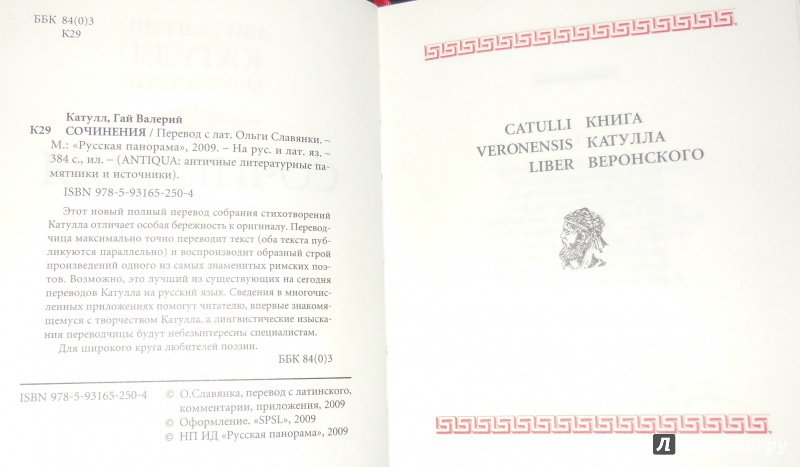 ББК 84(0)3
К29
Катулл, Гай Валерий
К29 СОЧИНЕНИЯ / Перевод с лат. Ольги Славянки. –
М.: «Русская панорама», 2009. – На рус. и лат. яз. –
384 с., ил. – (ANTIQUA: античные литературные па-
мятники и источники).
ISBN 978-5-93165-250-4
Этот новый полный перевод собрания стихотворений
Катулла отличает особая бережность к оригиналу. Перевод-
чица максимально точно переводит текст (оба текста пуб-
ликуются параллельно) и воспроизводит образный строй
произведений одного из самых знаменитых римских поэ-
тов. Возможно, это лучший из существующих на сегодня
переводов Катулла на русский язык. Сведения в многочис-
ленных приложениях помогут читателю, впервые знакомя-
щемуся с творчеством Катулла, а лингвистические изыска-
ния переводчицы будут небезынтересны специалистам.
Для широкого круга любителей поэзии.
ББК 84(0)3
ISBN 978-5-93165-250-4
© О.Славянка, перевод с латинского,
комментарии, приложения, 2009
© Оформление. «SPSL», 2009
© НП ИД «Русская панорама», 2009
CATULLI КНИГА
VERONENSIS КАТУЛЛА
LIBER ВЕРОНСКОГО